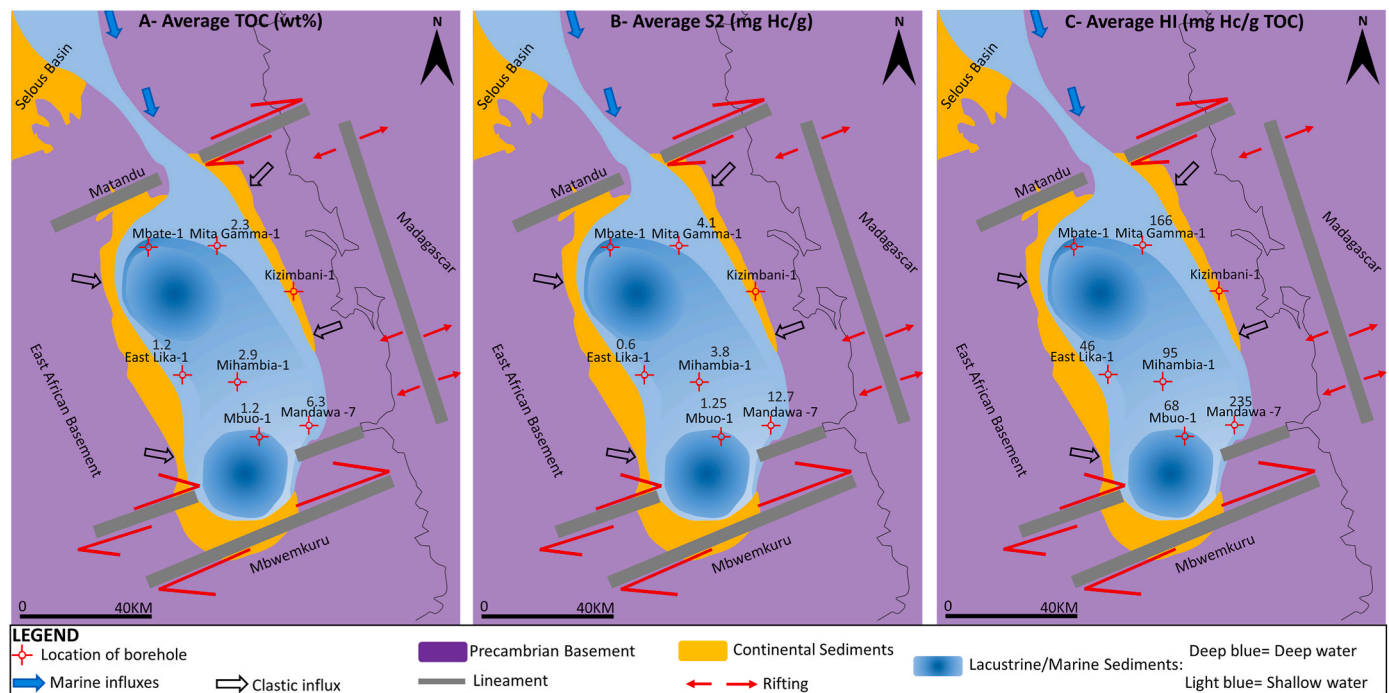 A- Average TOC (wt%)
N
Selous Basin
Matandu
2.3
Mbate-1
Mita Gamma-1
Madagascar
Kizimbani-1
1.2
East Lika-1
2.9
Mihambia-1
East African Basement
6.3
1.2
Mandawa -7
Mbuo-1
Mbwemkuru
0
40KM
B- Average S2 (mg Hc/g)
N
Selous Basin
Matandu
4.1
Mbate-1
Mita Gamma-1
Madagascar
Kizimbani-1
0.6
East Lika-1
3.8
Mihambia-1
East African Basement
12.7
1.25
Mandawa -7
Mbuo-1
Mbwemkuru
0
40KM
C- Average HI (mg Hc/g TOC)
N
Selous Basin
Matandu
166
Mbate-1
Mita Gamma-1
Madagascar
Kizimbani-1
46
East Lika-1
95
Mihambia-1
East African Basement
235
68
Mandawa -7
Mbuo-1
Mbwemkuru
0
40KM
LEGEND
Location of borehole
Marine influxes
Clastic influx
Precambrian Basement
Lineament
Continental Sediments
Rifting
Lacustrine/Marine Sediments:
Deep blue= Deep water
Light blue= Shallow water